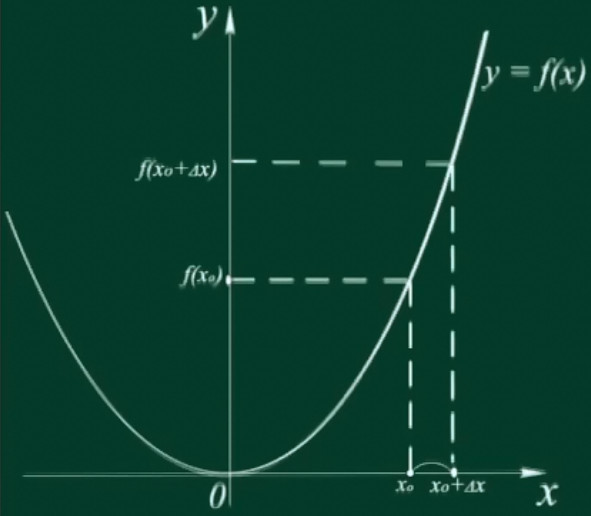 y
y = f(x)
f(x₀+Δx)
f(x₀)
0
x₀
x₀+Δx
x